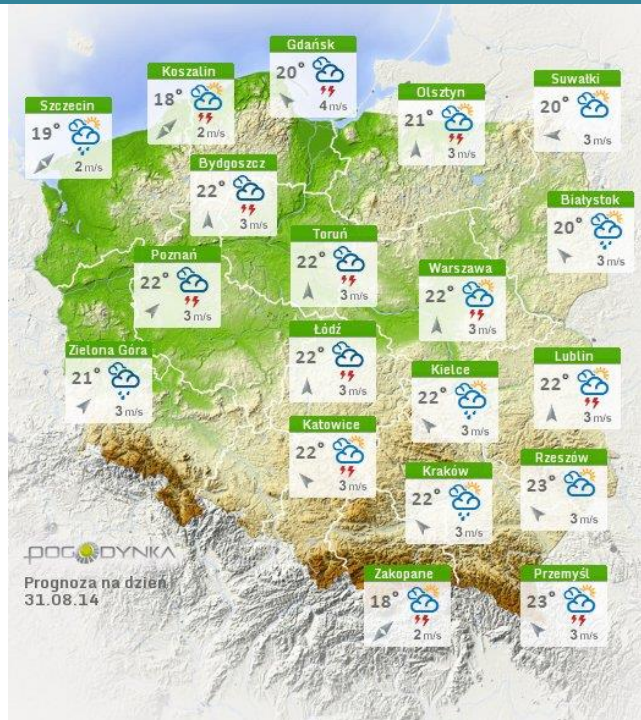 Gdańsk
20°
4 m/s
Koszalin
18°
2 m/s
Suwałki
20°
3 m/s
Olsztyn
21°
3 m/s
Szczecin
19°
2 m/s
Bydgoszcz
22°
3 m/s
Białystok
20°
3 m/s
Toruń
22°
3 m/s
Poznań
22°
3 m/s
Warszawa
22°
3 m/s
Łódź
22°
3 m/s
Zielona Góra
21°
3 m/s
Lublin
22°
3 m/s
Kielce
22°
3 m/s
Katowice
22°
3 m/s
Rzeszów
23°
3 m/s
Kraków
22°
3 m/s
POGODYNKA
Prognoza na dzień
31.08.14
Zakopane
18°
2 m/s
Przemyśl
23°
3 m/s